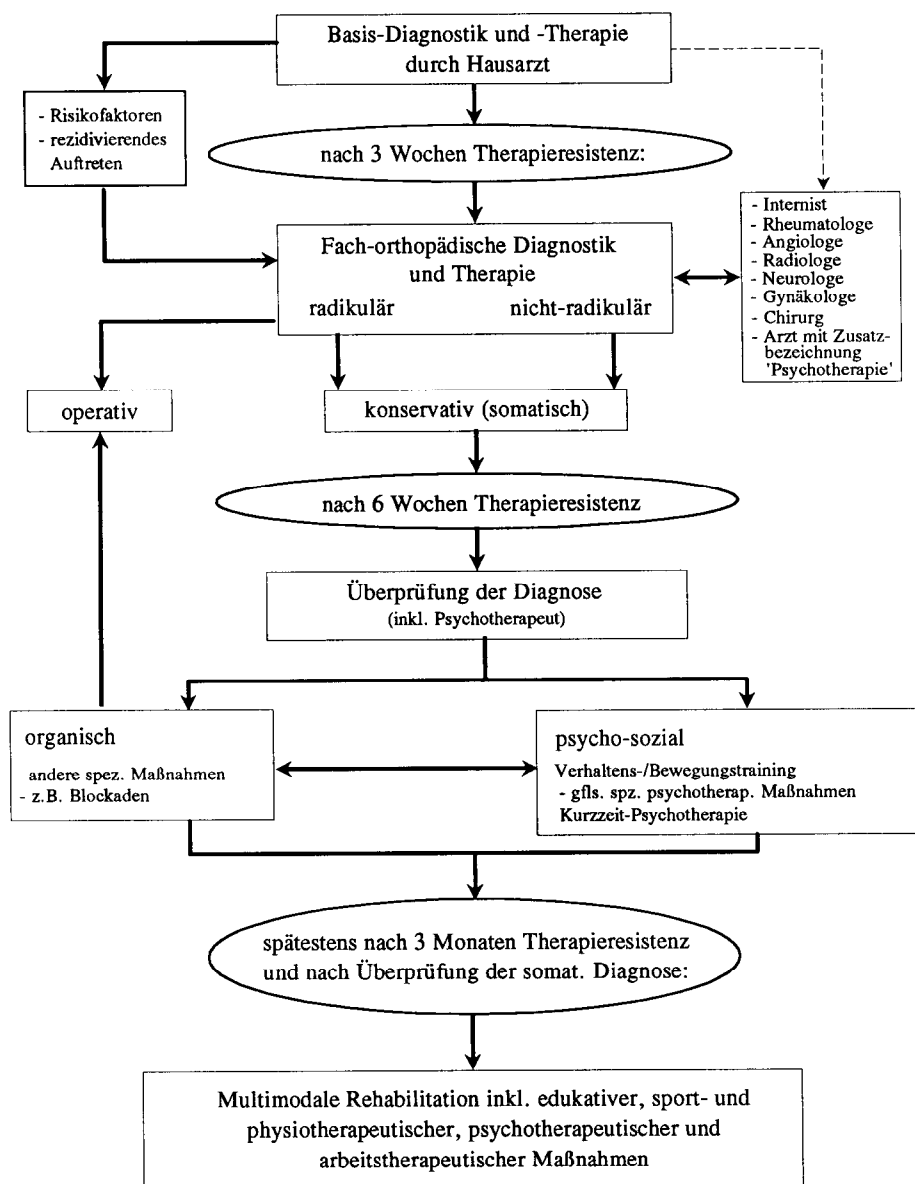 Basis-Diagnostik und -Therapie
durch Hausarzt
- Risikofaktoren
- rezidivierendes
Auftreten
nach 3 Wochen Therapieresistenz:
- Internist
- Rheumatologe
- Angiologe
- Radiologe
- Neurologe
- Gynäkologe
- Chirurg
- Arzt mit Zusatz-
bezeichnung
'Psychotherapie'
Fach-orthopädische Diagnostik
und Therapie
radikulär nicht-radikulär
operativ
konservativ (somatisch)
nach 6 Wochen Therapieresistenz
Überprüfung der Diagnose
(inkl. Psychotherapeut)
organisch
andere spez. Maßnahmen
- z.B. Blockaden
psycho-sozial
Verhaltens-/Bewegungstraining
- gfls. spz. psychotherap. Maßnahmen
Kurzzeit-Psychotherapie
spätestens nach 3 Monaten Therapieresistenz
und nach Überprüfung der somat. Diagnose:
Multimodale Rehabilitation inkl. edukativer, sport- und
physiotherapeutischer, psychotherapeutischer und
arbeitstherapeutischer Maßnahmen